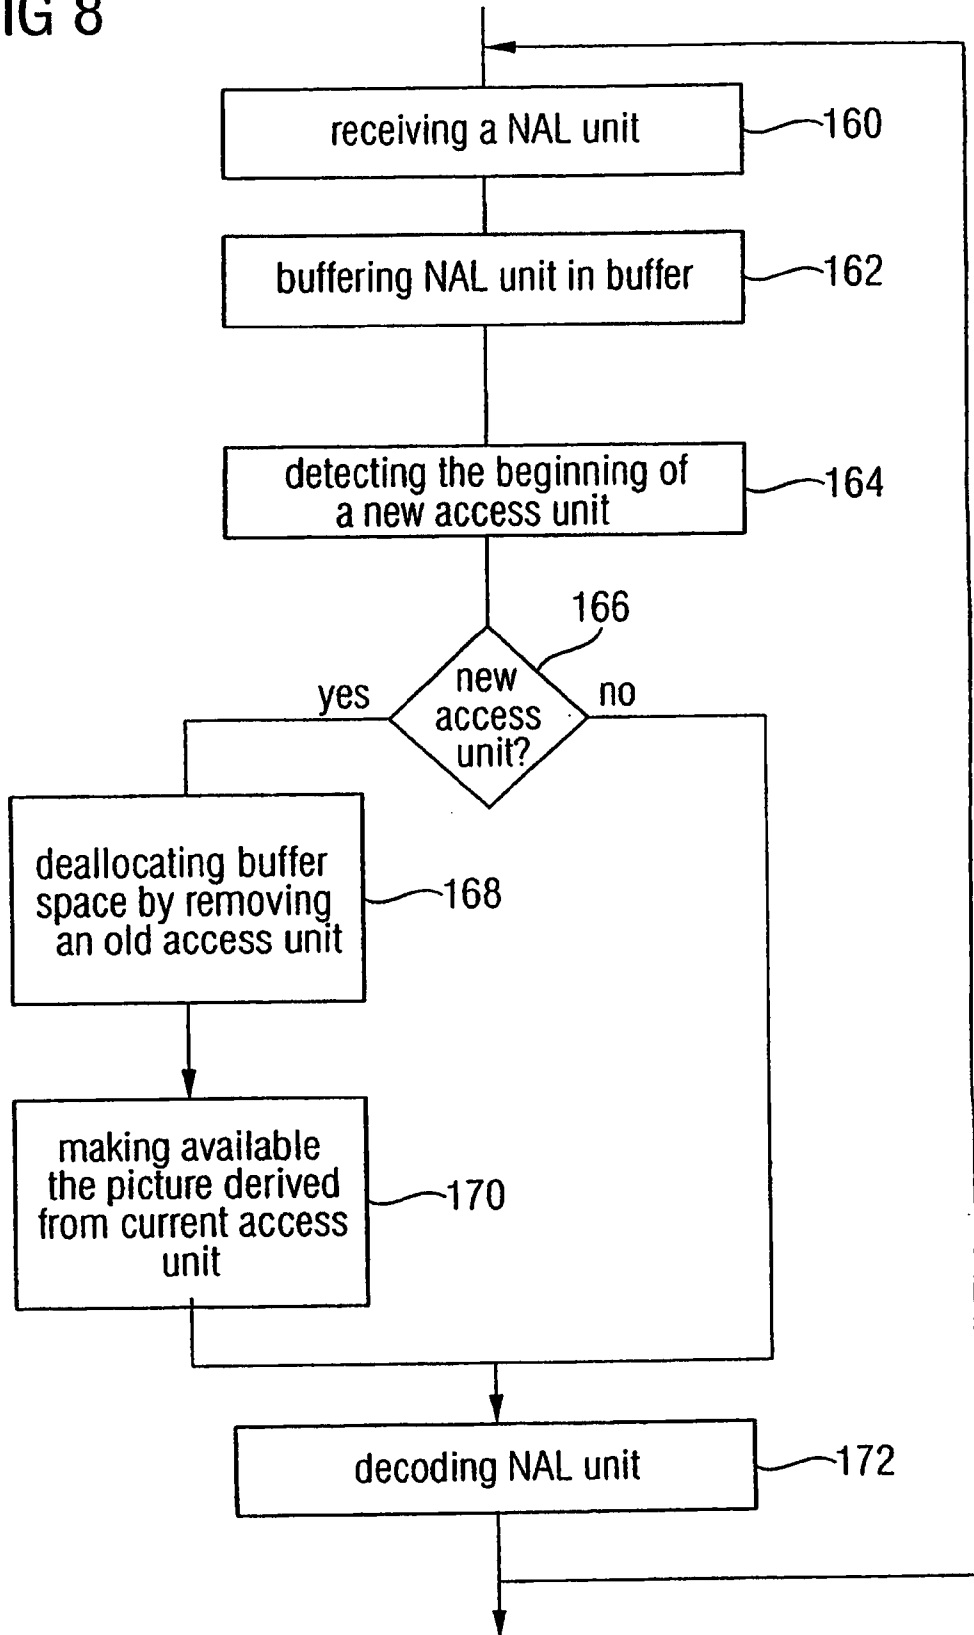 IG 8
receiving a NAL unit
160
buffering NAL unit in buffer
162
detecting the beginning of
a new access unit
164
166
yes
new
access
unit?
no
deallocating buffer
space by removing
an old access unit
168
making available
the picture derived
from current access
unit
170
decoding NAL unit
172